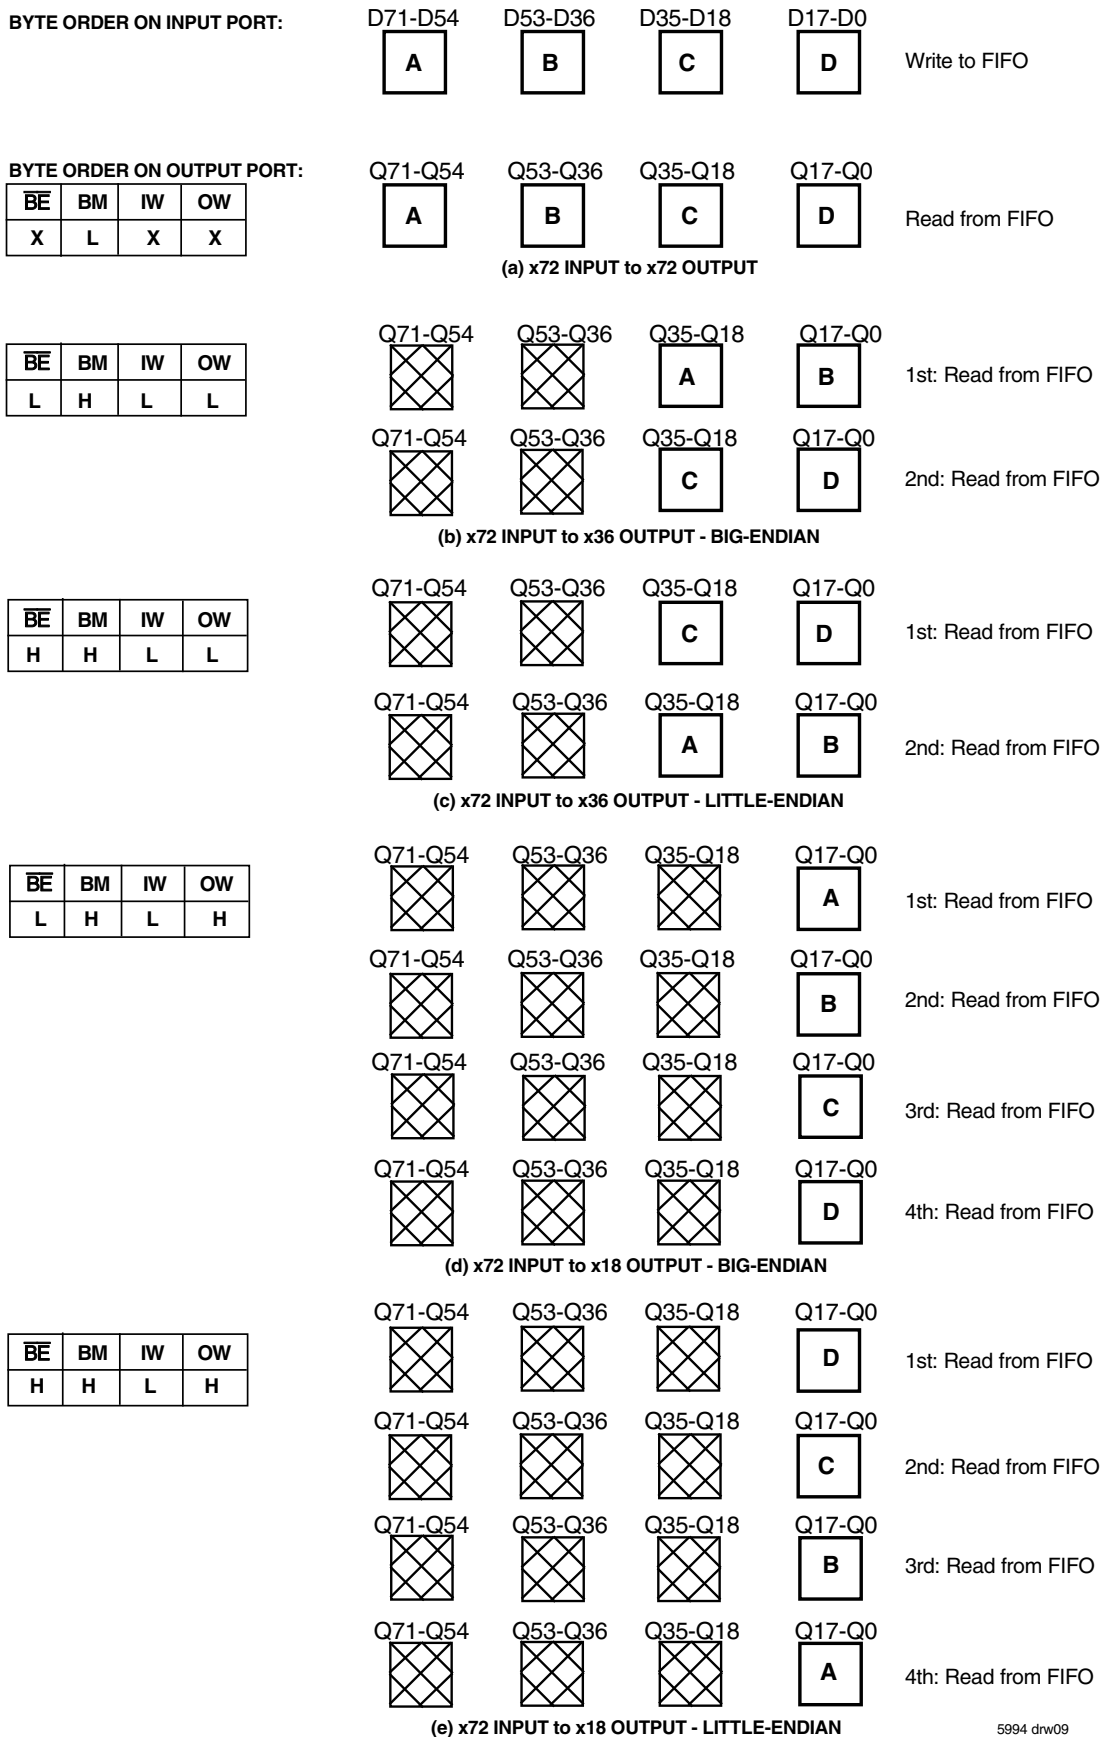 BYTE ORDER ON INPUT PORT:
D71-D54 D53-D36 D35-D18 D17-D0
A B C D Write to FIFO
BYTE ORDER ON OUTPUT PORT:
Q71-Q54 Q53-Q36 Q35-Q18 Q17-Q0
BE BM IW OW
X L X X
A B C D Read from FIFO
(a) x72 INPUT to x72 OUTPUT
Q71-Q54 Q53-Q36 Q35-Q18 Q17-Q0
BE BM IW OW
L H L L
A B 1st: Read from FIFO
Q71-Q54 Q53-Q36 Q35-Q18 Q17-Q0
C D 2nd: Read from FIFO
(b) x72 INPUT to x36 OUTPUT - BIG-ENDIAN
Q71-Q54 Q53-Q36 Q35-Q18 Q17-Q0
BE BM IW OW
H H L L
C D 1st: Read from FIFO
Q71-Q54 Q53-Q36 Q35-Q18 Q17-Q0
A B 2nd: Read from FIFO
(c) x72 INPUT to x36 OUTPUT - LITTLE-ENDIAN
Q71-Q54 Q53-Q36 Q35-Q18 Q17-Q0
BE BM IW OW
L H L H
A 1st: Read from FIFO
Q71-Q54 Q53-Q36 Q35-Q18 Q17-Q0
B 2nd: Read from FIFO
Q71-Q54 Q53-Q36 Q35-Q18 Q17-Q0
C 3rd: Read from FIFO
Q71-Q54 Q53-Q36 Q35-Q18 Q17-Q0
D 4th: Read from FIFO
(d) x72 INPUT to x18 OUTPUT - BIG-ENDIAN
Q71-Q54 Q53-Q36 Q35-Q18 Q17-Q0
BE BM IW OW
H H L H
D 1st: Read from FIFO
Q71-Q54 Q53-Q36 Q35-Q18 Q17-Q0
C 2nd: Read from FIFO
Q71-Q54 Q53-Q36 Q35-Q18 Q17-Q0
B 3rd: Read from FIFO
Q71-Q54 Q53-Q36 Q35-Q18 Q17-Q0
A 4th: Read from FIFO
(e) x72 INPUT to x18 OUTPUT - LITTLE-ENDIAN
5994 drw09